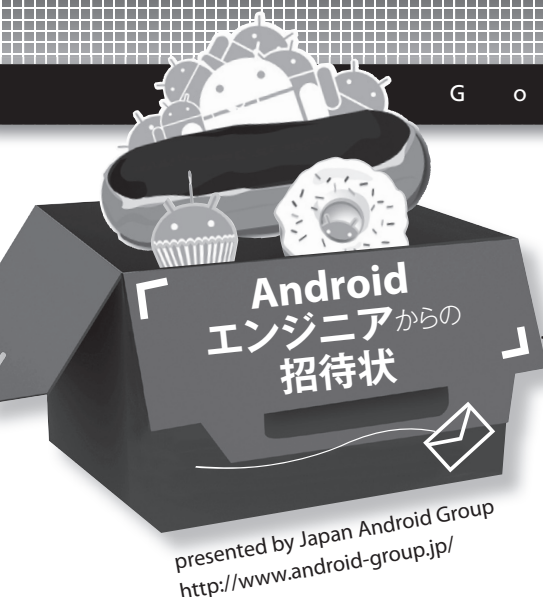 G o
Android
エンジニアからの
招待状
presented by Japan Android Group
http://www.android-group.jp/